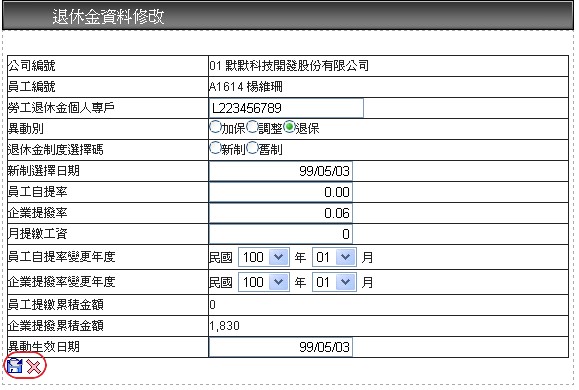 退休金資料修改
公司編號 01 默默科技開發股份有限公司
員工編號 A1614 楊維珊
勞工退休金個人專戶 L223456789
異動別 加保 調整 退保
退休金制度選擇碼 新制 舊制
新制選擇日期 99/05/03
員工自提率 0.00
企業提撥率 0.06
月提繳工資 0
員工自提率變更年度 民國 100 年 01 月
企業提撥率變更年度 民國 100 年 01 月
員工提繳累積金額 0
企業提撥累積金額 1,830
異動生效日期 99/05/03